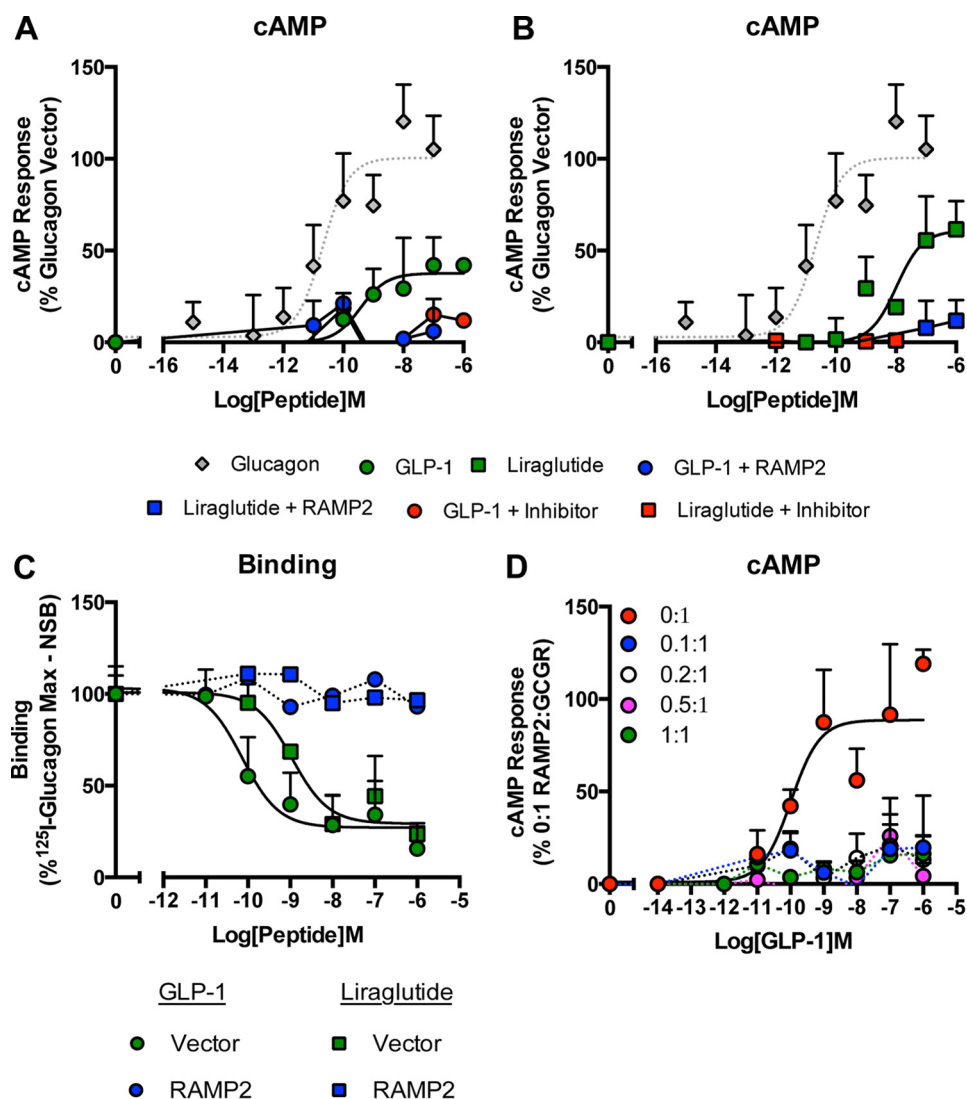 A
cAMP
cAMP Response
(% Glucagon Vector)
150
100
50
0
0 -16 -14 -12 -10 -8 -6
Log[Peptide]M
B
cAMP
cAMP Response
(% Glucagon Vector)
150
100
50
0
0 -16 -14 -12 -10 -8 -6
Log[Peptide]M
Glucagon GLP-1 Liraglutide GLP-1 + RAMP2
Liraglutide + RAMP2 GLP-1 + Inhibitor Liraglutide + Inhibitor
C
Binding
Binding
(%¹²⁵I-Glucagon Max - NSB)
150
100
50
0
0 -12 -11 -10 -9 -8 -7 -6 -5
Log[Peptide]M
GLP-1 Liraglutide
Vector Vector
RAMP2 RAMP2
D
cAMP
cAMP Response
(% 0:1 RAMP2:GCGR)
150
100
50
0
0:1
0.1:1
0.2:1
0.5:1
1:1
0 -14 -13 -12 -11 -10 -9 -8 -7 -6 -5
Log[GLP-1]M